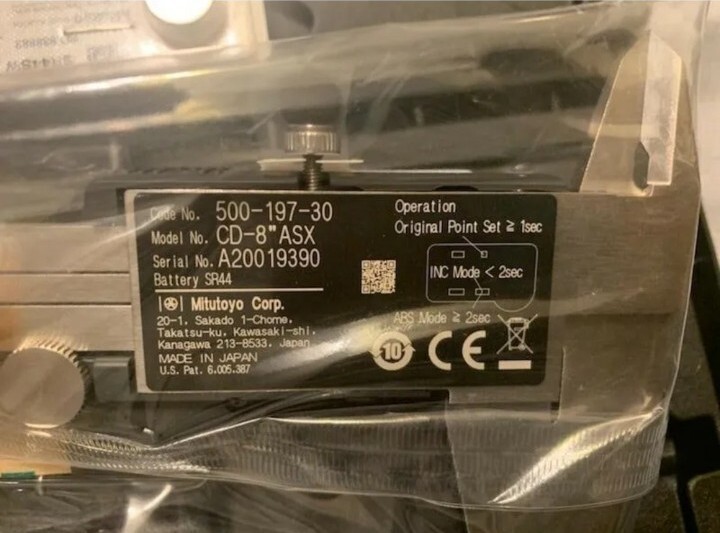 Code No. 500-197-30
Model No. CD-8"ASX
Serial No. A20019390
Battery SR44
Mitutoyo Corp.
20-1, Sakado 1-Chome,
Takatsu-ku, Kawasaki-shi,
Kanagawa 213-8533, Japan
MADE IN JAPAN
U.S. Pat. 6,005,387
Operation
Original Point Set ≧ 1sec
INC Mode < 2sec
ABS Mode ≧ 2sec
10
CE